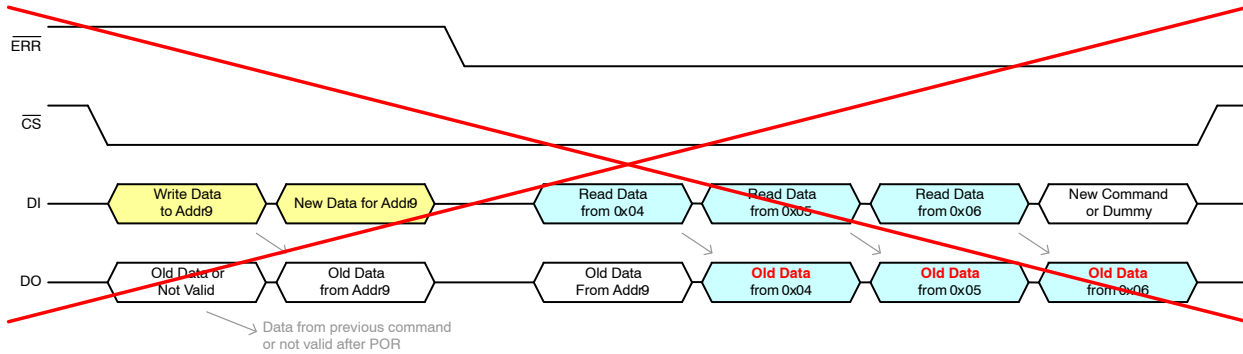 ERR
CS
DI
Write Data
to Addr9
New Data for Addr9
Read Data
from 0x04
Read Data
from 0x05
Read Data
from 0x06
New Command
or Dummy
DO
Old Data or
Not Valid
Old Data
from Addr9
Old Data
From Addr9
Old Data
from 0x04
Old Data
from 0x05
Old Data
from 0x06
Data from previous command
or not valid after POR